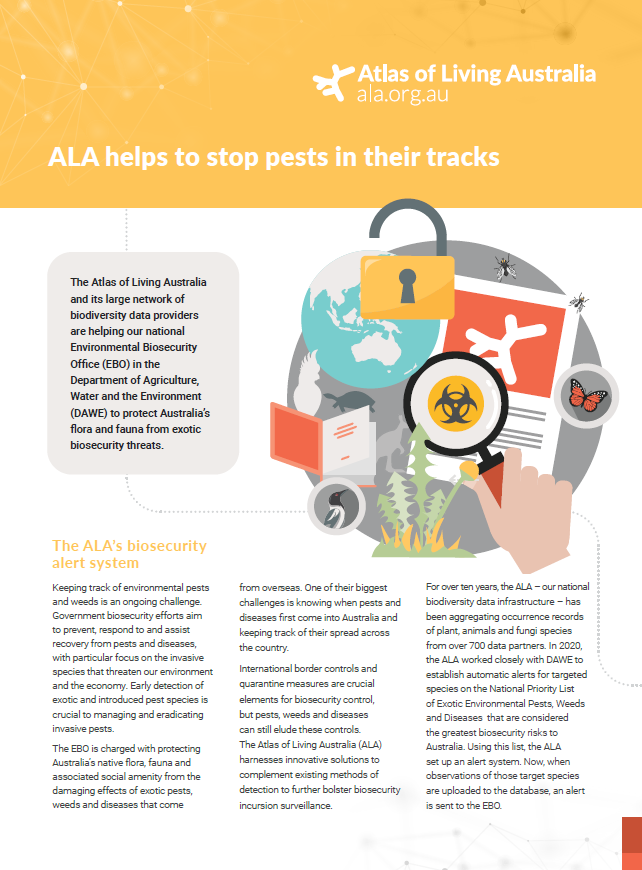 Atlas of Living Australia
ala.org.au
ALA helps to stop pests in their tracks
The Atlas of Living Australia
and its large network of
biodiversity data providers
are helping our national
Environmental Biosecurity
Office (EBO) in the
Department of Agriculture,
Water and the Environment
(DAWE) to protect Australia's
flora and fauna from exotic
biosecurity threats.
The ALA's biosecurity
alert system
Keeping track of environmental pests
and weeds is an ongoing challenge.
Government biosecurity efforts aim
to prevent, respond to and assist
recovery from pests and diseases,
with particular focus on the invasive
species that threaten our environment
and the economy. Early detection of
exotic and introduced pest species is
crucial to managing and eradicating
invasive pests.
The EBO is charged with protecting
Australia's native flora, fauna and
associated social amenity from the
damaging effects of exotic pests,
weeds and diseases that come
from overseas. One of their biggest
challenges is knowing when pests and
diseases first come into Australia and
keeping track of their spread across
the country.
International border controls and
quarantine measures are crucial
elements for biosecurity control,
but pests, weeds and diseases
can still elude these controls.
The Atlas of Living Australia (ALA)
harnesses innovative solutions to
complement existing methods of
detection to further bolster biosecurity
incursion surveillance.
For over ten years, the ALA – our national
biodiversity data infrastructure – has
been aggregating occurrence records
of plant, animals and fungi species
from over 700 data partners. In 2020,
the ALA worked closely with DAWE to
establish automatic alerts for targeted
species on the National Priority List
of Exotic Environmental Pests, Weeds
and Diseases that are considered
the greatest biosecurity risks to
Australia. Using this list, the ALA
set up an alert system. Now, when
observations of those target species
are uploaded to the database, an alert
is sent to the EBO.